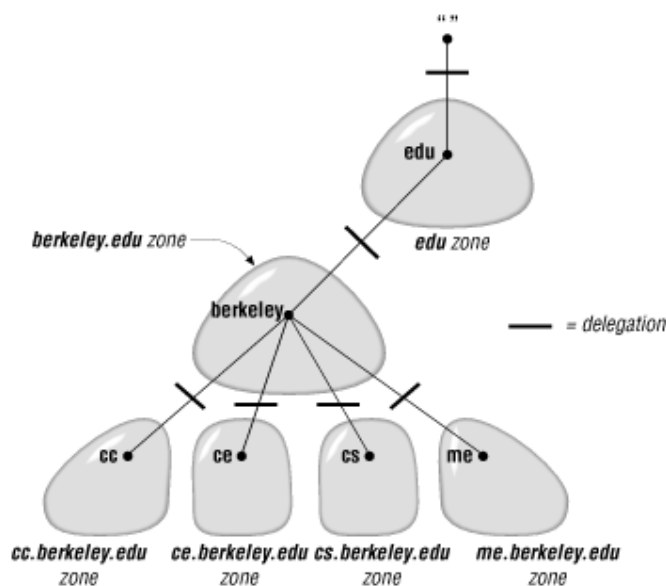 “ ”
edu
berkeley.edu zone
edu zone
berkeley
= delegation
cc
ce
cs
me
cc.berkeley.edu
zone
ce.berkeley.edu
zone
cs.berkeley.edu
zone
me.berkeley.edu
zone